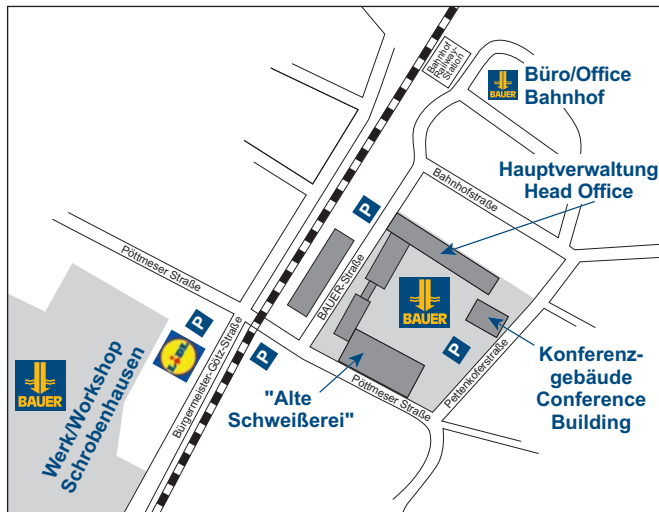 Bahnhof
Railway-
Station
BAUER
Büro/Office
Bahnhof
Hauptverwaltung
Head Office
Bahnhofstraße
P
Pöttmeser Straße
BAUER-Straße
BAUER
P
LIDL
P
P
Bürgermeister-Götz-Straße
BAUER
Werk/Workshop
Schrobenhausen
"Alte
Schweißerei"
Pöttmeser Straße
Pettenkoferstraße
Konferenz-
gebäude
Conference
Building